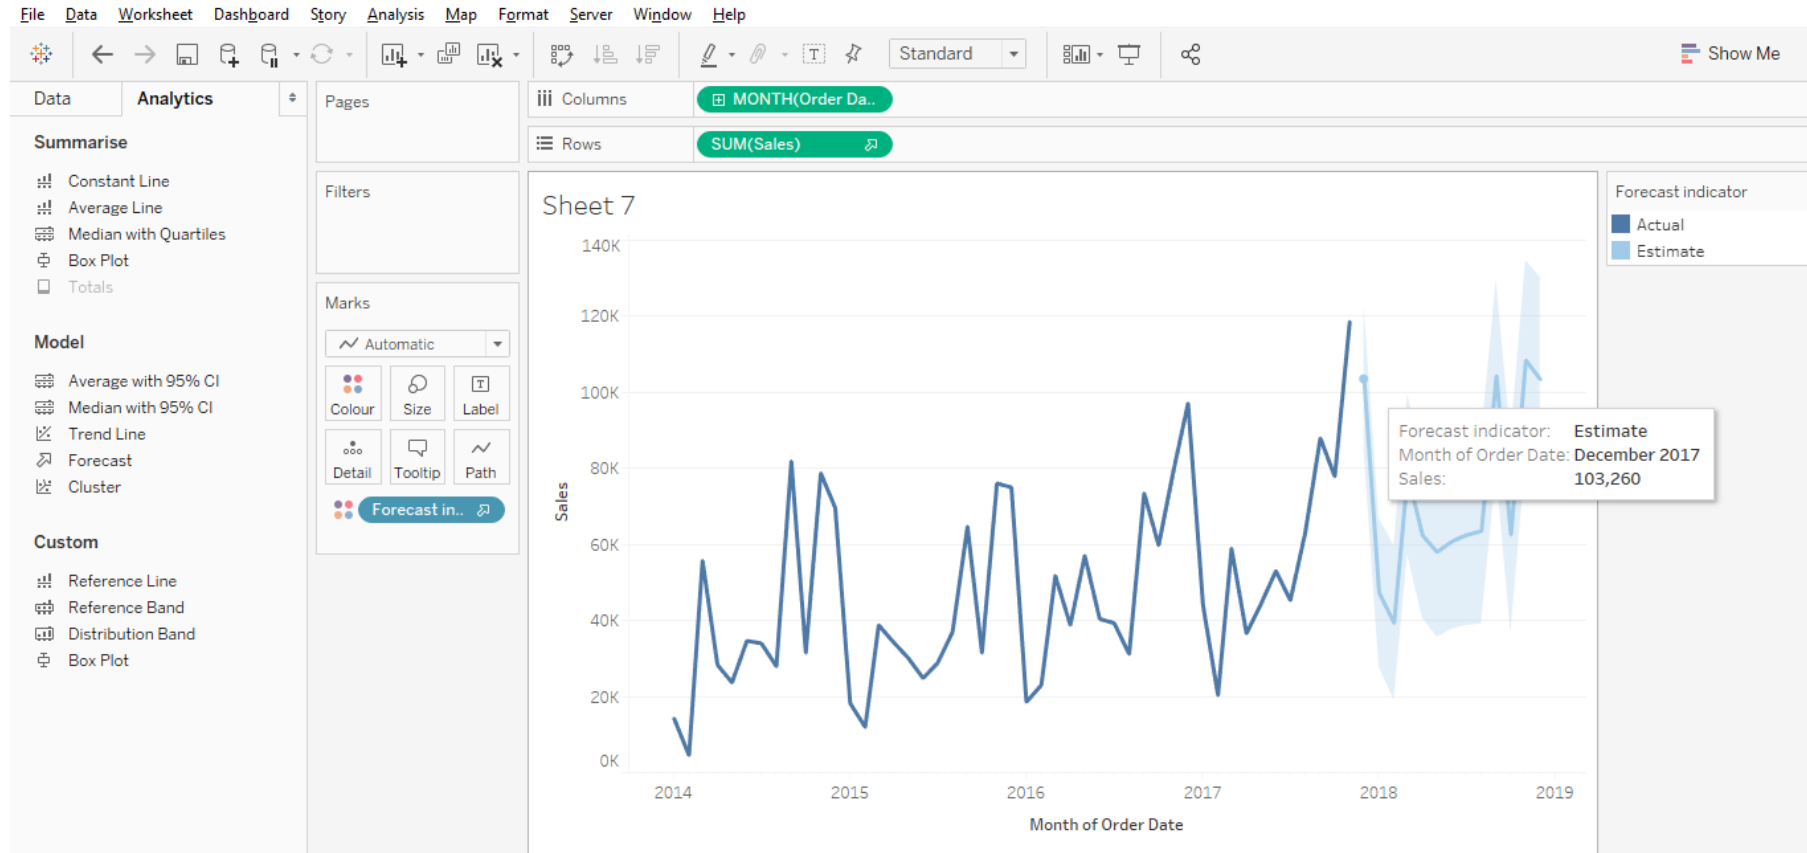 File Data Worksheet Dashboard Story Analysis Map Format Server Window Help
Standard
Show Me
Data Analytics
Summarise
Constant Line
Average Line
Median with Quartiles
Box Plot
Totals
Model
Average with 95% CI
Median with 95% CI
Trend Line
Forecast
Cluster
Custom
Reference Line
Reference Band
Distribution Band
Box Plot
Pages
Filters
Marks
Automatic
Colour Size Label
Detail Tooltip Path
Forecast in..
Columns MONTH(Order Da..
Rows SUM(Sales)
Sheet 7
140K
120K
100K
80K
60K
40K
20K
0K
Sales
2014 2015 2016 2017 2018 2019
Month of Order Date
Forecast indicator: Estimate
Month of Order Date: December 2017
Sales: 103,260
Forecast indicator
Actual
Estimate